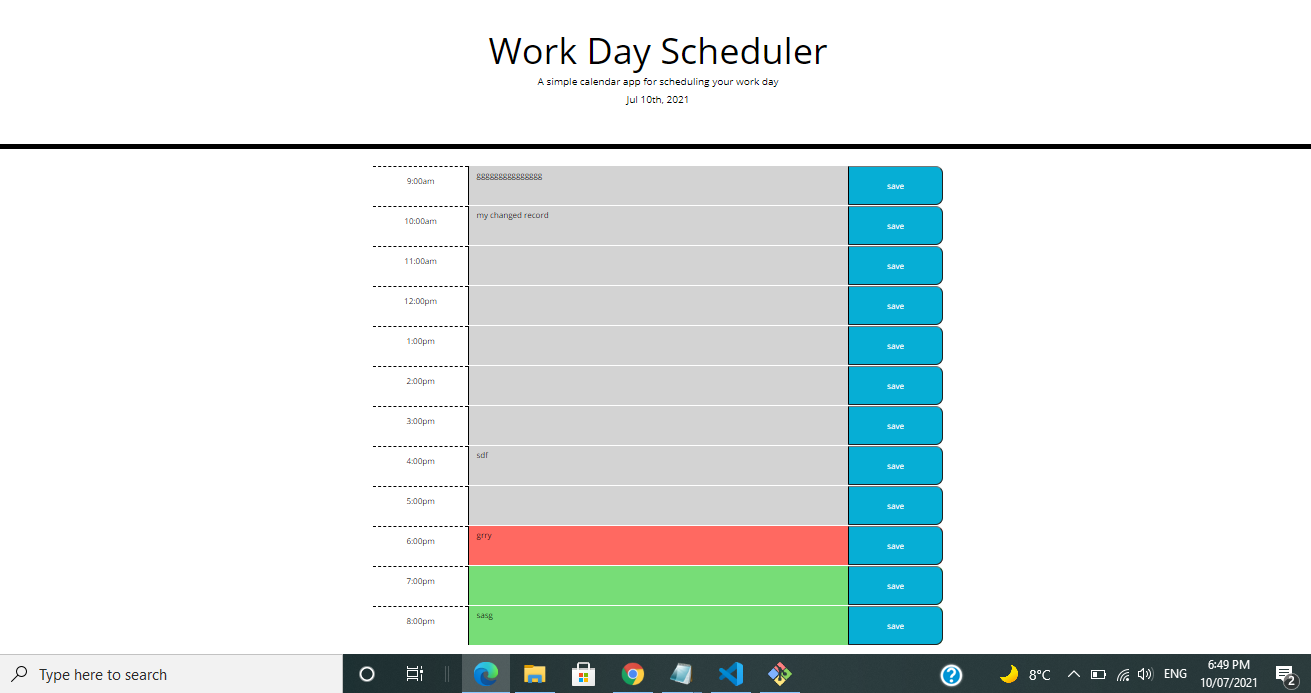 Work Day Scheduler
A simple calendar app for scheduling your work day
Jul 10th, 2021
9:00am ggggggggggggggg save
10:00am my changed record save
11:00am save
12:00pm save
1:00pm save
2:00pm save
3:00pm save
4:00pm sdf save
5:00pm save
6:00pm grry save
7:00pm save
8:00pm sasg save
Type here to search
8°C
ENG
6:49 PM
10/07/2021
2